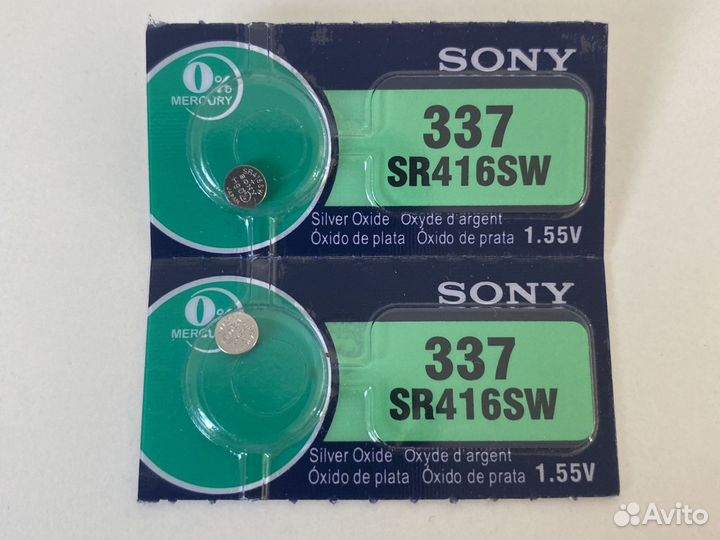 SONY
0%
MERCURY
337
SR416SW
SR416SW
Silver Oxide Oxyde d'argent
Óxido de plata Óxido de prata 1.55V
SONY
0%
MERCURY
337
SR416SW
Silver Oxide Oxyde d'argent
Óxido de plata Óxido de prata 1.55V
Avito